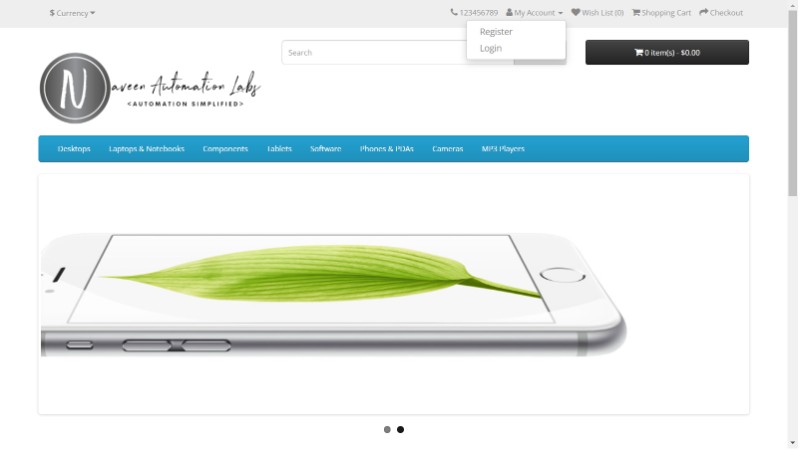 $ Currency
123456789 My Account Wish List (0) Shopping Cart Checkout
Register
Login
Search
0 item(s) - $0.00
N
aveen Automation Labs
<AUTOMATION SIMPLIFIED>
Desktops Laptops & Notebooks Components Tablets Software Phones & PDAs Cameras MP3 Players